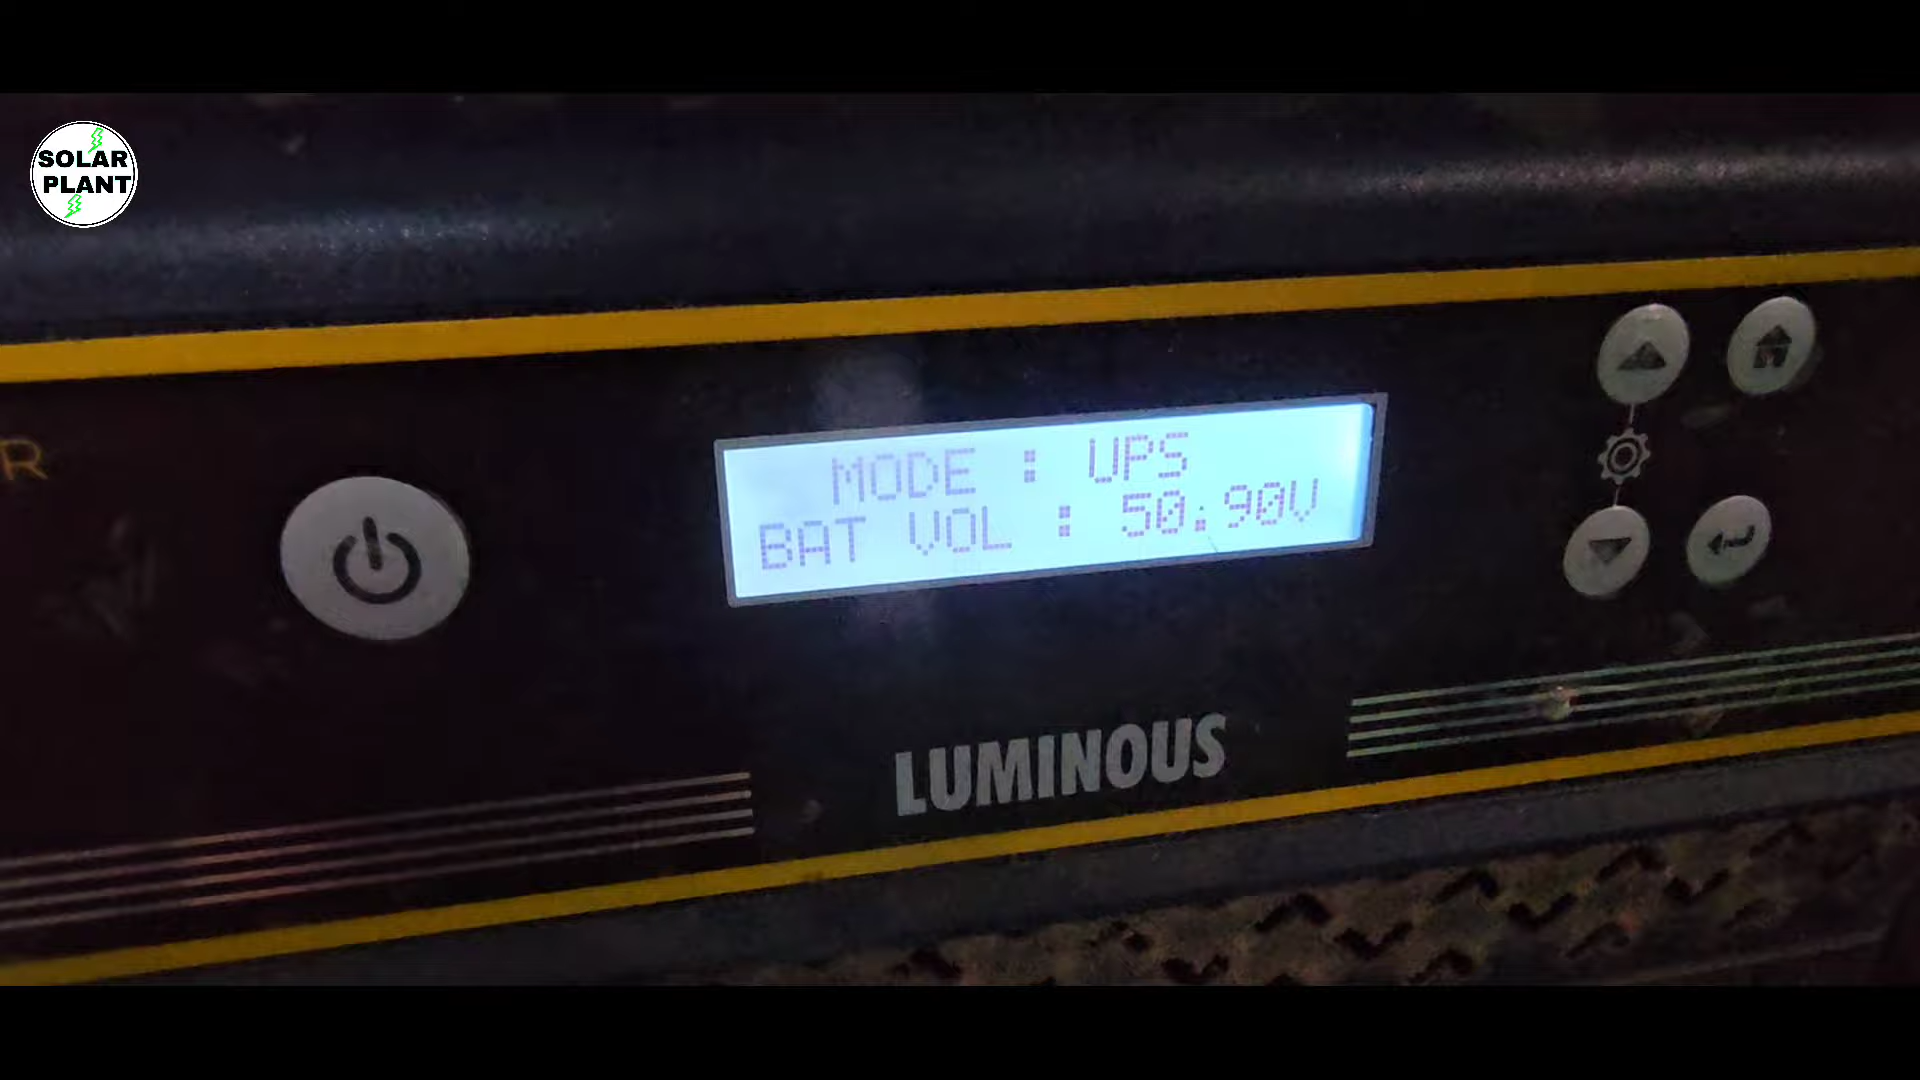 SOLAR
PLANT
R
MODE : UPS
BAT VOL : 50.90V
LUMINOUS